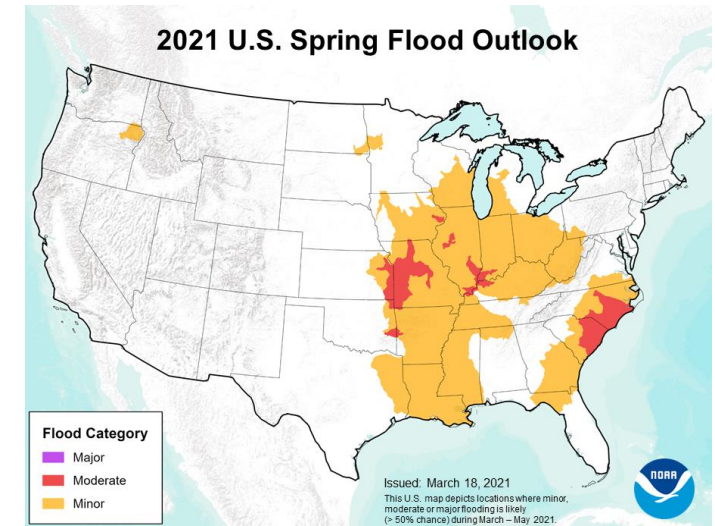 2021 U.S. Spring Flood Outlook
Flood Category
Major
Moderate
Minor
Issued: March 18, 2021
This U.S. map depicts locations where minor,
moderate or major flooding is likely
(> 50% chance) during March – May 2021.
NOAA